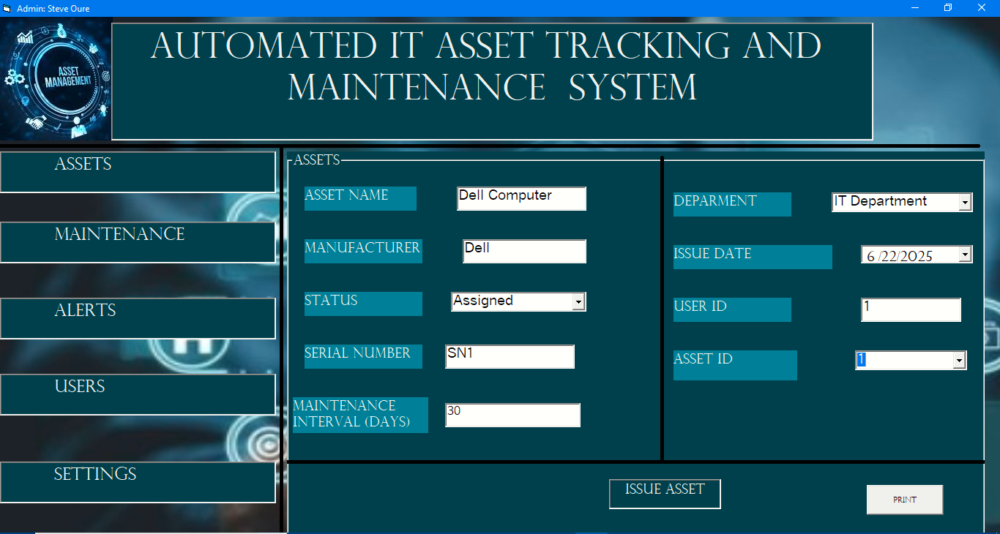 Admin: Steve Oure
ASSET
MANAGEMENT
AUTOMATED IT ASSET TRACKING AND
MAINTENANCE SYSTEM
ASSETS
MAINTENANCE
ALERTS
USERS
SETTINGS
ASSETS
ASSET NAME
Dell Computer
MANUFACTURER
Dell
STATUS
Assigned
SERIAL NUMBER
SN1
MAINTENANCE
INTERVAL (DAYS)
30
DEPARMENT
IT Department
ISSUE DATE
6 /22/2025
USER ID
1
ASSET ID
1
ISSUE ASSET
PRINT